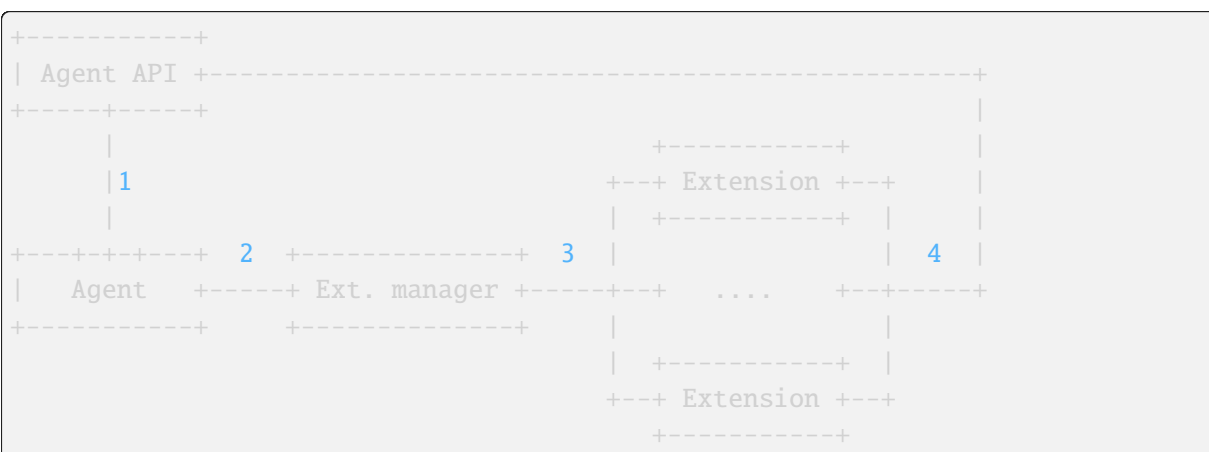 +------------+
| Agent API +--------------------------------------------------+
+-----+------+                                                  |
      |                                   +------------+        |
      |1                               +--+ Extension +--+     |
      |                                |  +------------+  |     |
+----+-+-+---+  2  +---------------+  3  |                 |  4  |
|   Agent   +-----+ Ext. manager +-----+--+   ....    +--+------+
+------------+     +---------------+     |                 |
                                       |  +------------+  |
                                       +--+ Extension +--+
                                          +------------+